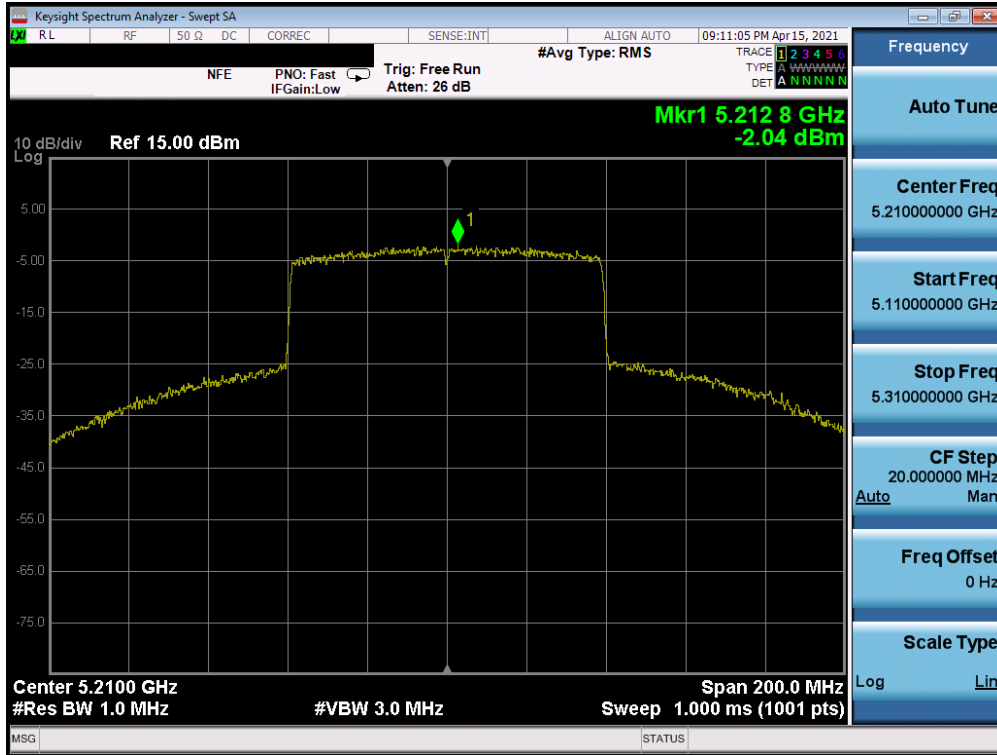 Keysight Spectrum Analyzer - Swept SA
LXI RL RF 50 Ω DC CORREC SENSE:INT ALIGN AUTO 09:11:05 PM Apr 15, 2021
NFE PNO: Fast Trig: Free Run #Avg Type: RMS TRACE 1 2 3 4 5 6
IFGain:Low Atten: 26 dB TYPE A WWWWW
DET A N N N N N
Mkr1 5.212 8 GHz
-2.04 dBm
10 dB/div Ref 15.00 dBm
Log
1
5.00
-5.00
-15.0
-25.0
-35.0
-45.0
-55.0
-65.0
-75.0
Center 5.2100 GHz Span 200.0 MHz
#Res BW 1.0 MHz #VBW 3.0 MHz Sweep 1.000 ms (1001 pts)
MSG STATUS
Frequency
Auto Tune
Center Freq
5.210000000 GHz
Start Freq
5.110000000 GHz
Stop Freq
5.310000000 GHz
CF Step
20.000000 MHz
Auto Man
Freq Offset
0 Hz
Scale Type
Log Lin